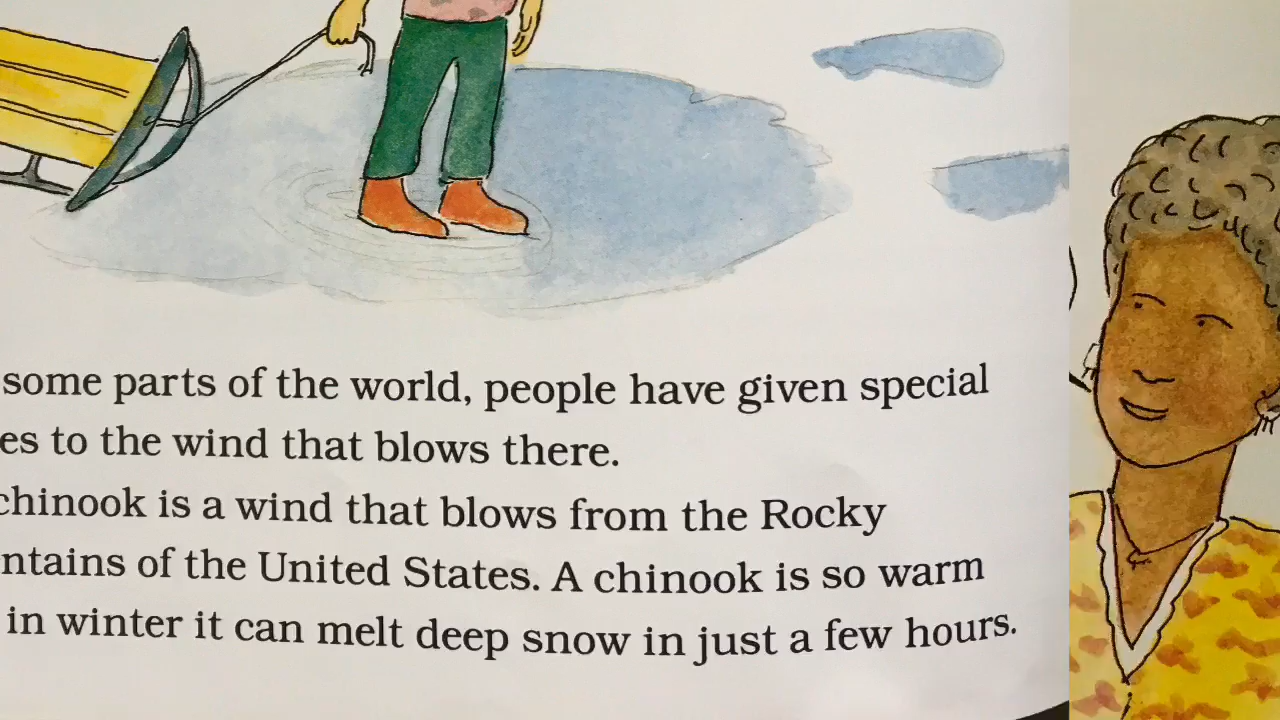 some parts of the world, people have given special
es to the wind that blows there.
chinook is a wind that blows from the Rocky
ntains of the United States. A chinook is so warm
in winter it can melt deep snow in just a few hours.